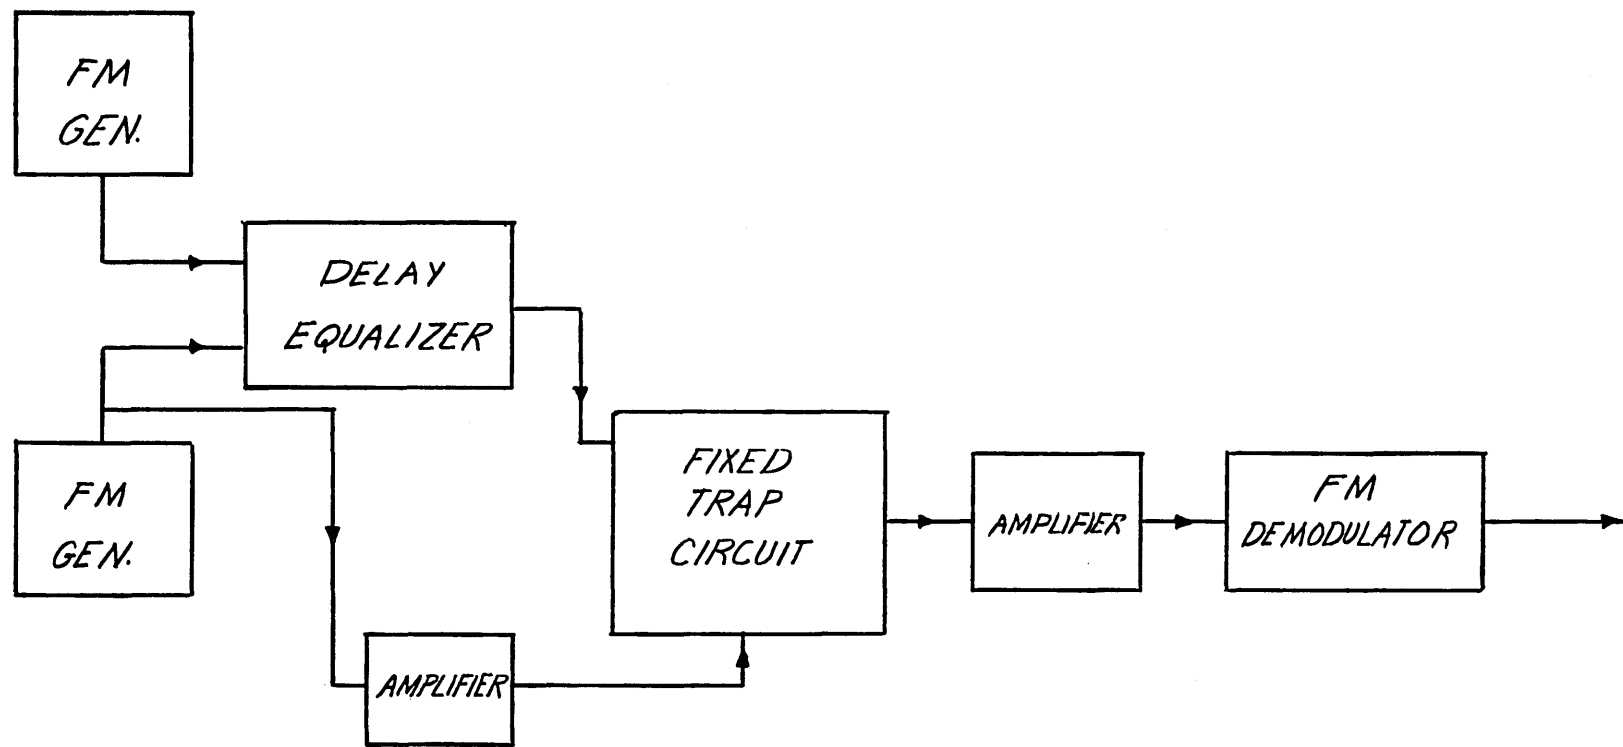 FM
GEN.
DELAY
EQUALIZER
FM
GEN.
FIXED
TRAP
CIRCUIT
AMPLIFIER
FM
DEMODULATOR
AMPLIFIER